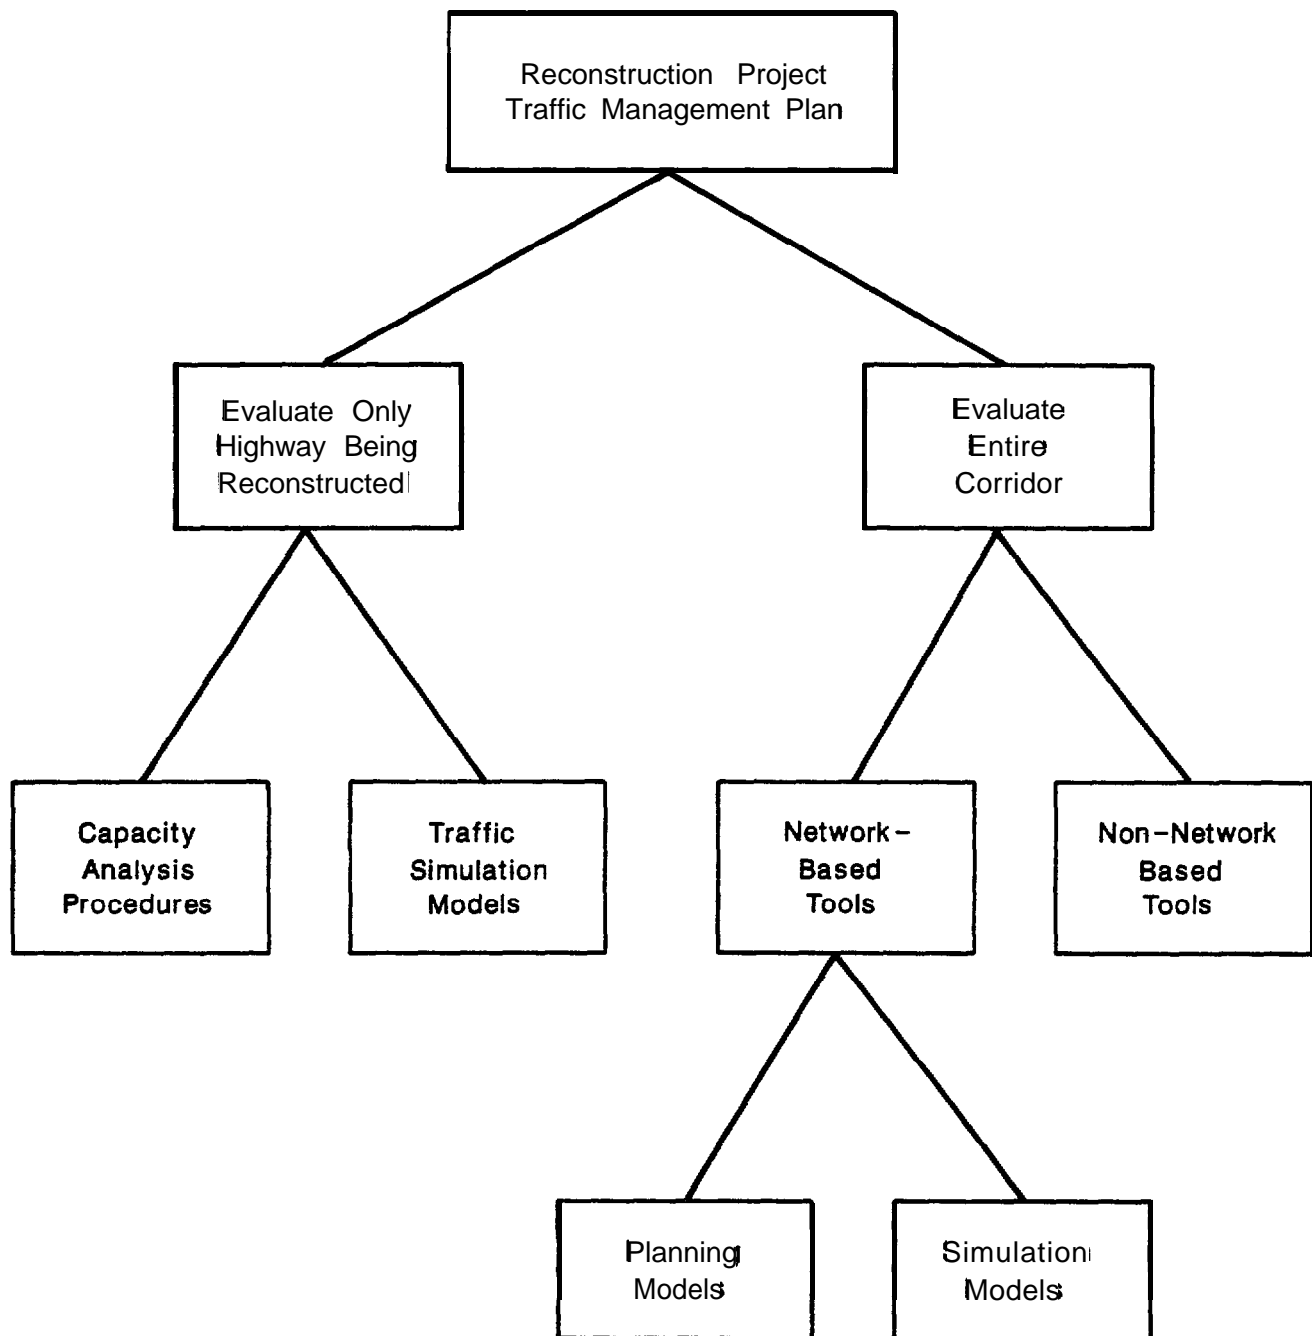 Reconstruction Project
Traffic Management Plan
Evaluate Only
Highway Being
Reconstructed
Evaluate
Entire
Corridor
Capacity
Analysis
Procedures
Traffic
Simulation
Models
Network-
Based
Tools
Non-Network
Based
Tools
Planning
Models
Simulation
Models